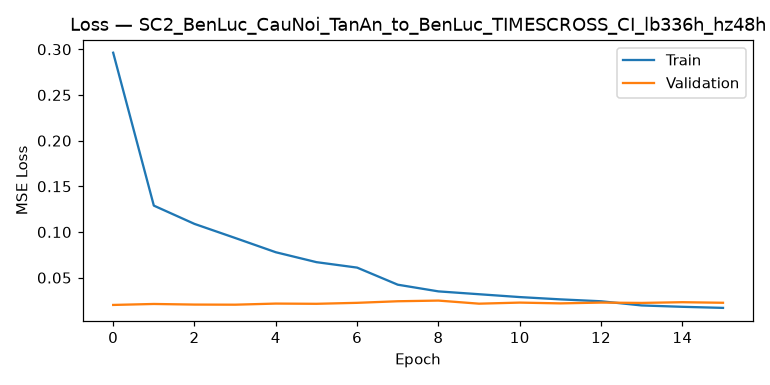 Loss — SC2_BenLuc_CauNoi_TanAn_to_BenLuc_TIMESCROSS_CI_lb336h_hz48h
Train
Validation
MSE Loss
0.30
0.25
0.20
0.15
0.10
0.05
0 2 4 6 8 10 12 14
Epoch